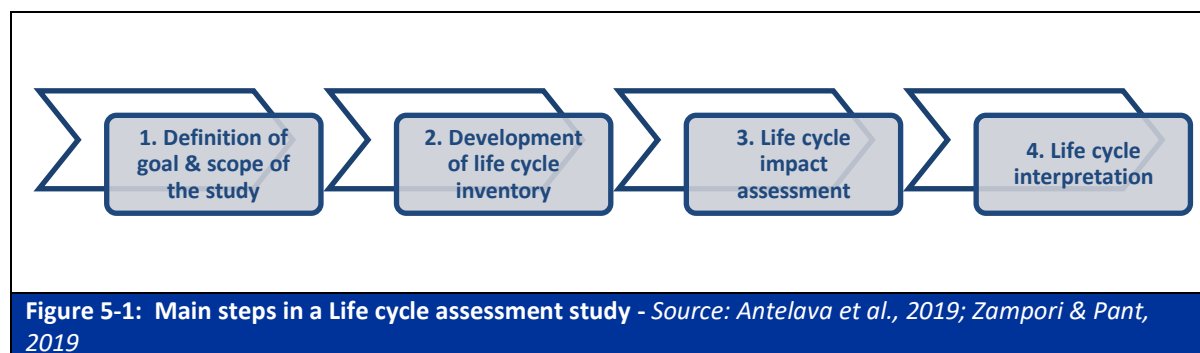 1. Definition of
goal & scope of
the study
2. Development
of life cycle
inventory
3. Life cycle
impact
assessment
4. Life cycle
interpretation
Figure 5-1: Main steps in a Life cycle assessment study - Source: Antelava et al., 2019; Zampori & Pant,
2019